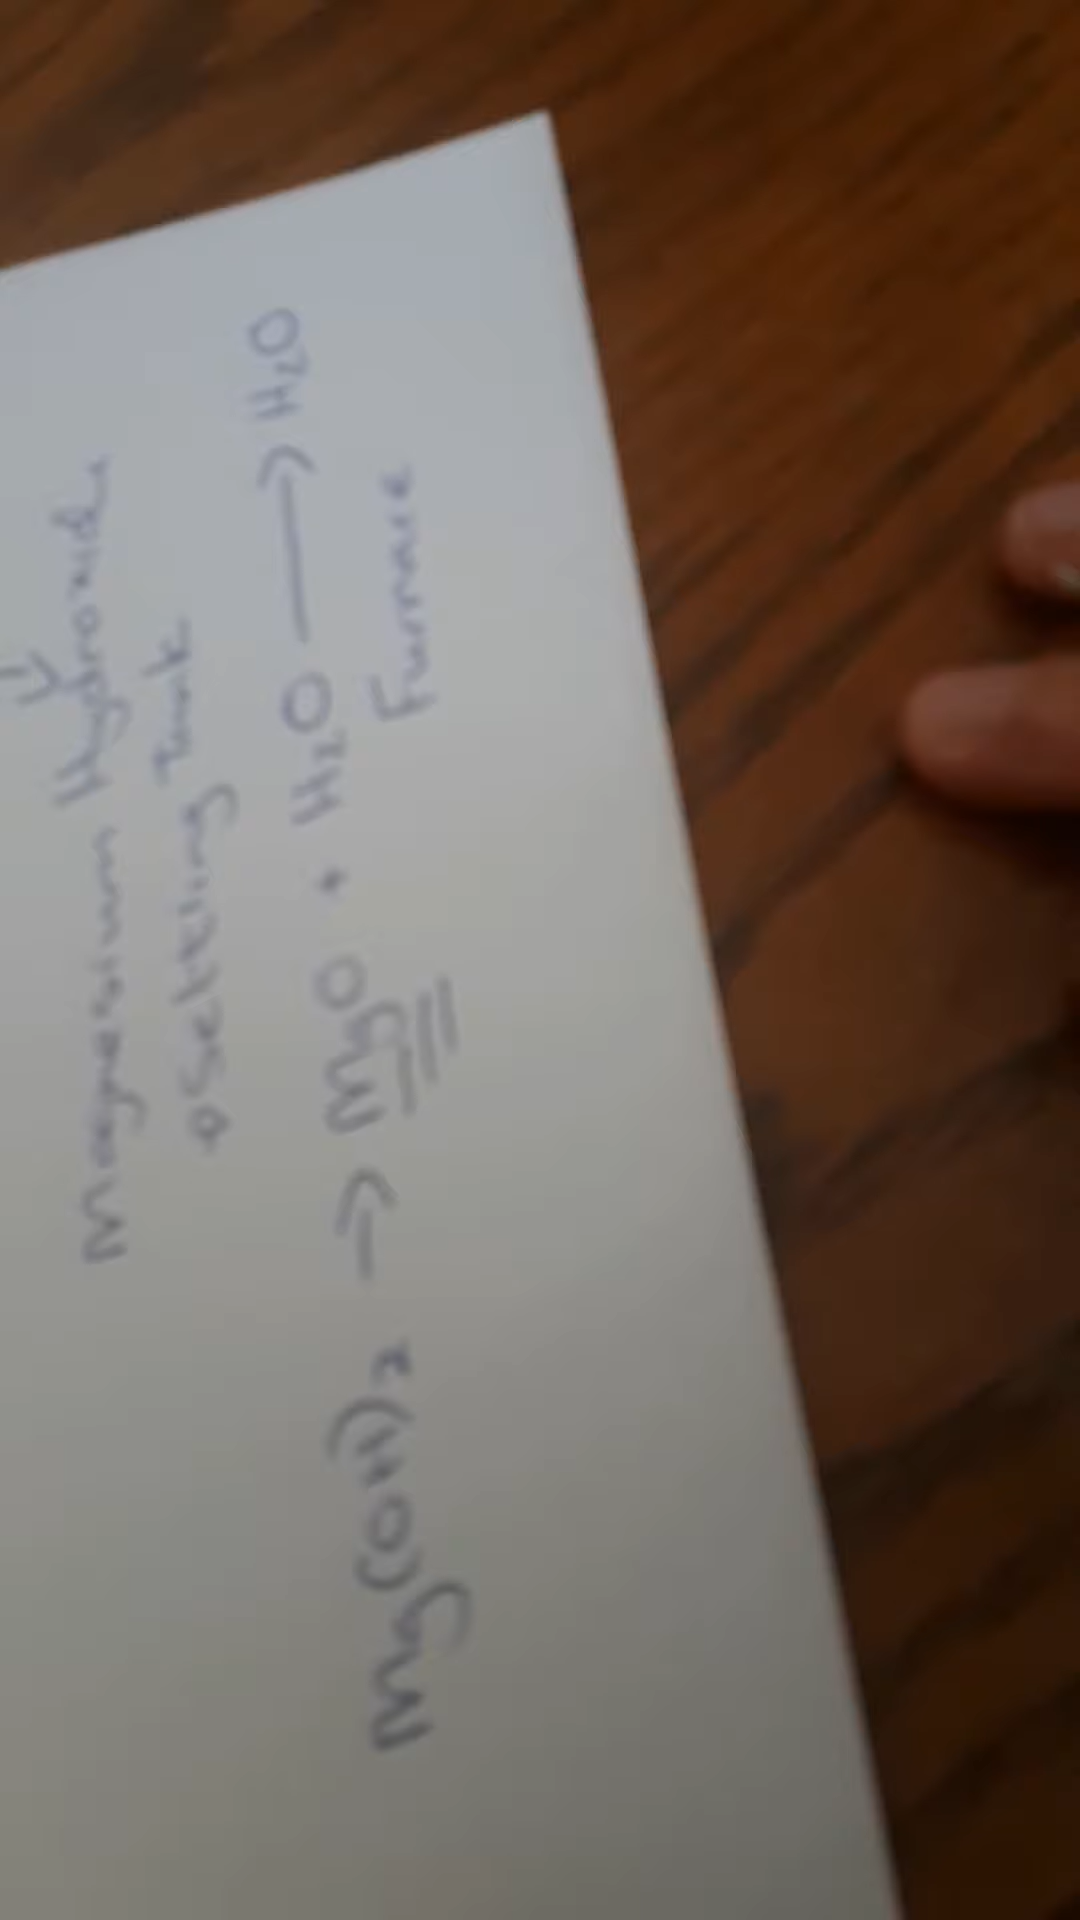 Magnesium Hydroxide
a Settling Tank
Mg(OH)₂ → MgO + H₂O ⟶ H₂O
Furnace